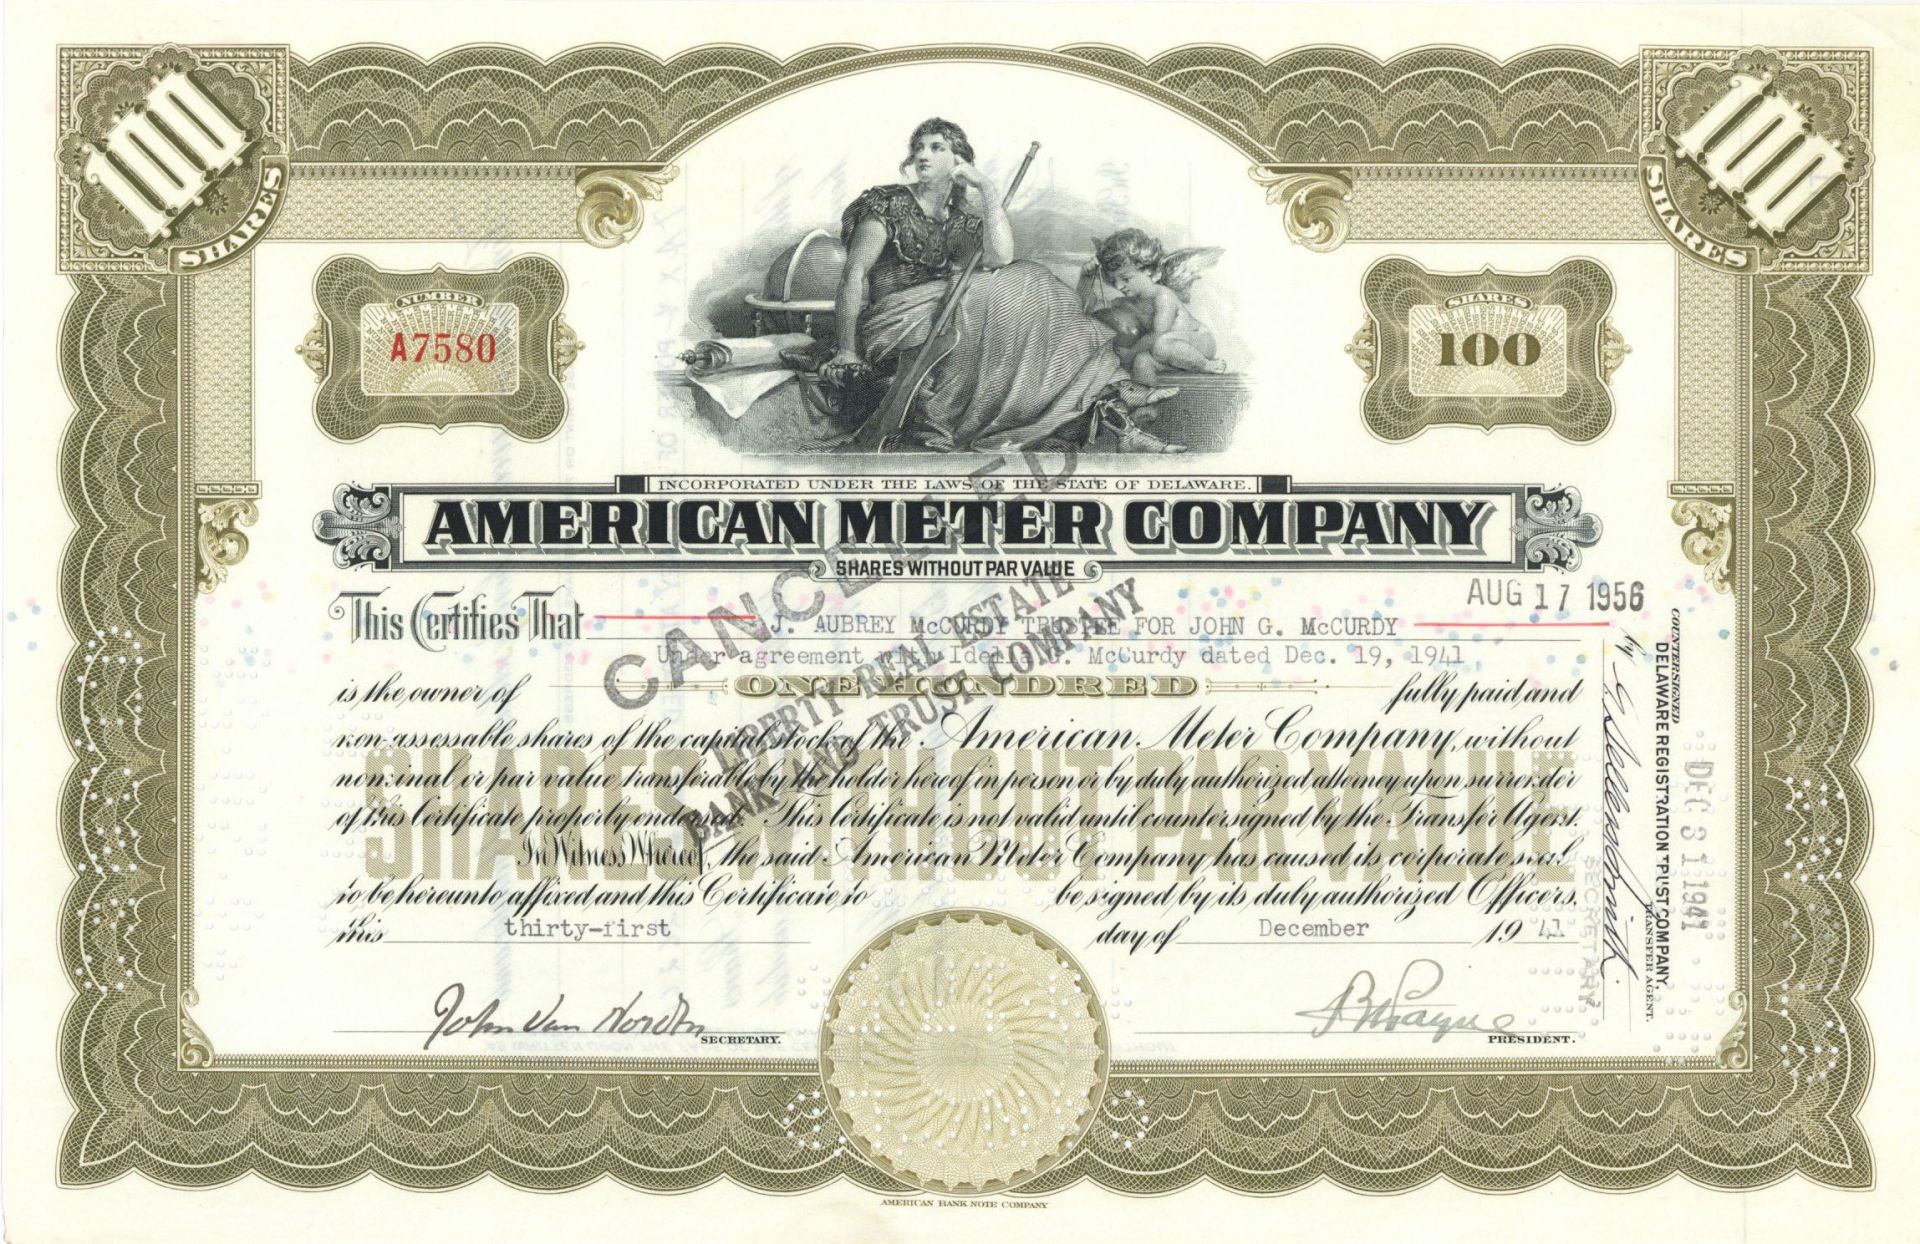 100 SHARES
100 SHARES
NUMBER
A7580
SHARES
100
INCORPORATED UNDER THE LAWS OF THE STATE OF DELAWARE.
AMERICAN METER COMPANY
SHARES WITHOUT PAR VALUE
AUG 17 1956
This Certifies That J. AUBREY McCURDY TRUSTEE FOR JOHN G. McCURDY
Under agreement with Idella G. McCurdy dated Dec. 19, 1941
is the owner of ONE HUNDRED fully paid and
non-assessable shares of the capital stock of the American Meter Company, without
nominal or par value transferable by the holder hereof in person or by duly authorized attorney upon surrender
of this Certificate properly endorsed. This Certificate is not valid until countersigned by the Transfer Agent.
In Witness Whereof, the said American Meter Company has caused its corporate seal
to be hereunto affixed and this Certificate to be signed by its duly authorized Officers,
this thirty-first day of December 1941
SHARES WITHOUT PAR VALUE
CANCELLED
LIBERTY REAL ESTATE
BANK AND TRUST COMPANY
John Van Norden
SECRETARY.
PRESIDENT.
COUNTERSIGNED
DELAWARE REGISTRATION TRUST COMPANY,
TRANSFER AGENT.
by
SECRETARY
DEC 31 1941
AMERICAN BANK NOTE COMPANY